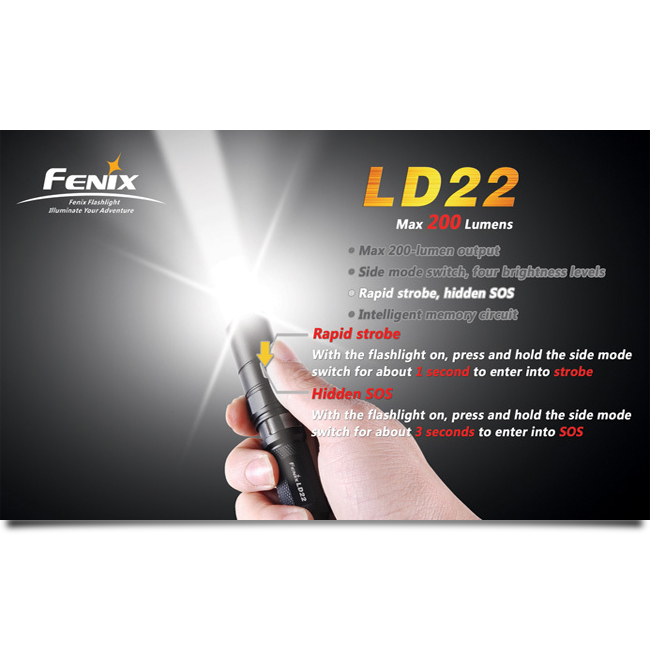 FENIX
Fenix Flashlight
Illuminate Your Adventure
LD22
Max 200 Lumens
• Max 200-lumen output
• Side mode switch, four brightness levels
• Rapid strobe, hidden SOS
• Intelligent memory circuit
Rapid strobe
With the flashlight on, press and hold the side mode
switch for about 1 second to enter into strobe
Hidden SOS
With the flashlight on, press and hold the side mode
switch for about 3 seconds to enter into SOS
FENIX LD22